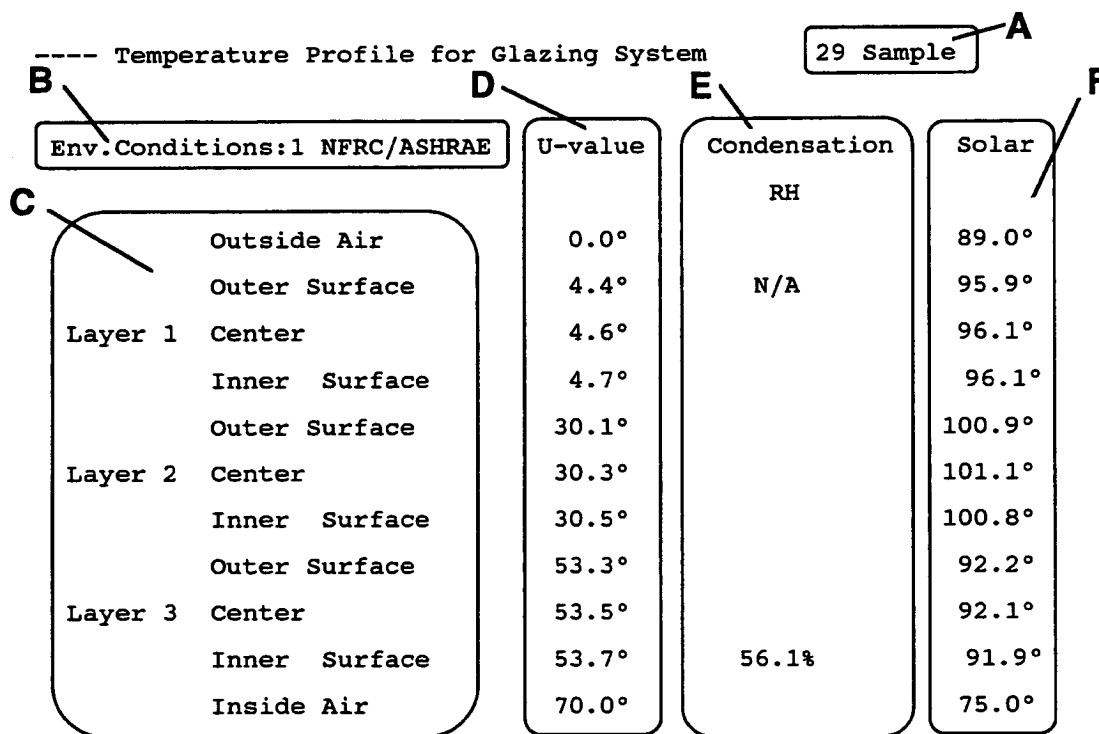 A
---- Temperature Profile for Glazing System 29 Sample
B D E F
Env.Conditions:1 NFRC/ASHRAE U-value Condensation Solar
RH
C
Outside Air 0.0° 89.0°
Outer Surface 4.4° N/A 95.9°
Layer 1 Center 4.6° 96.1°
Inner Surface 4.7° 96.1°
Outer Surface 30.1° 100.9°
Layer 2 Center 30.3° 101.1°
Inner Surface 30.5° 100.8°
Outer Surface 53.3° 92.2°
Layer 3 Center 53.5° 92.1°
Inner Surface 53.7° 56.1% 91.9°
Inside Air 70.0° 75.0°